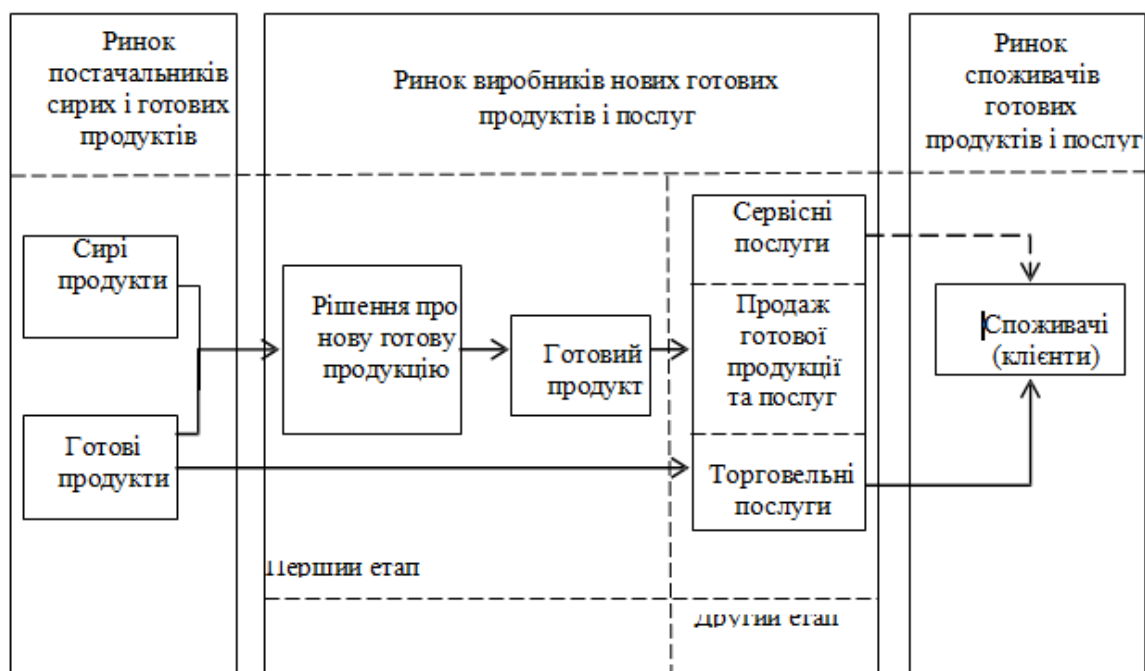 Ринок
постачальників
сирих і готових
продуктів
Ринок виробників нових готових
продуктів і послуг
Ринок
споживачів
готових
продуктів і послуг
Сирі
продукти
Готові
продукти
Рішення про
нову готову
продукцію
Готовий
продукт
Сервісні
послуги
Продаж
готової
продукції
та послуг
Торговельні
послуги
Споживачі
(клієнти)
Перший етап
Другий етап